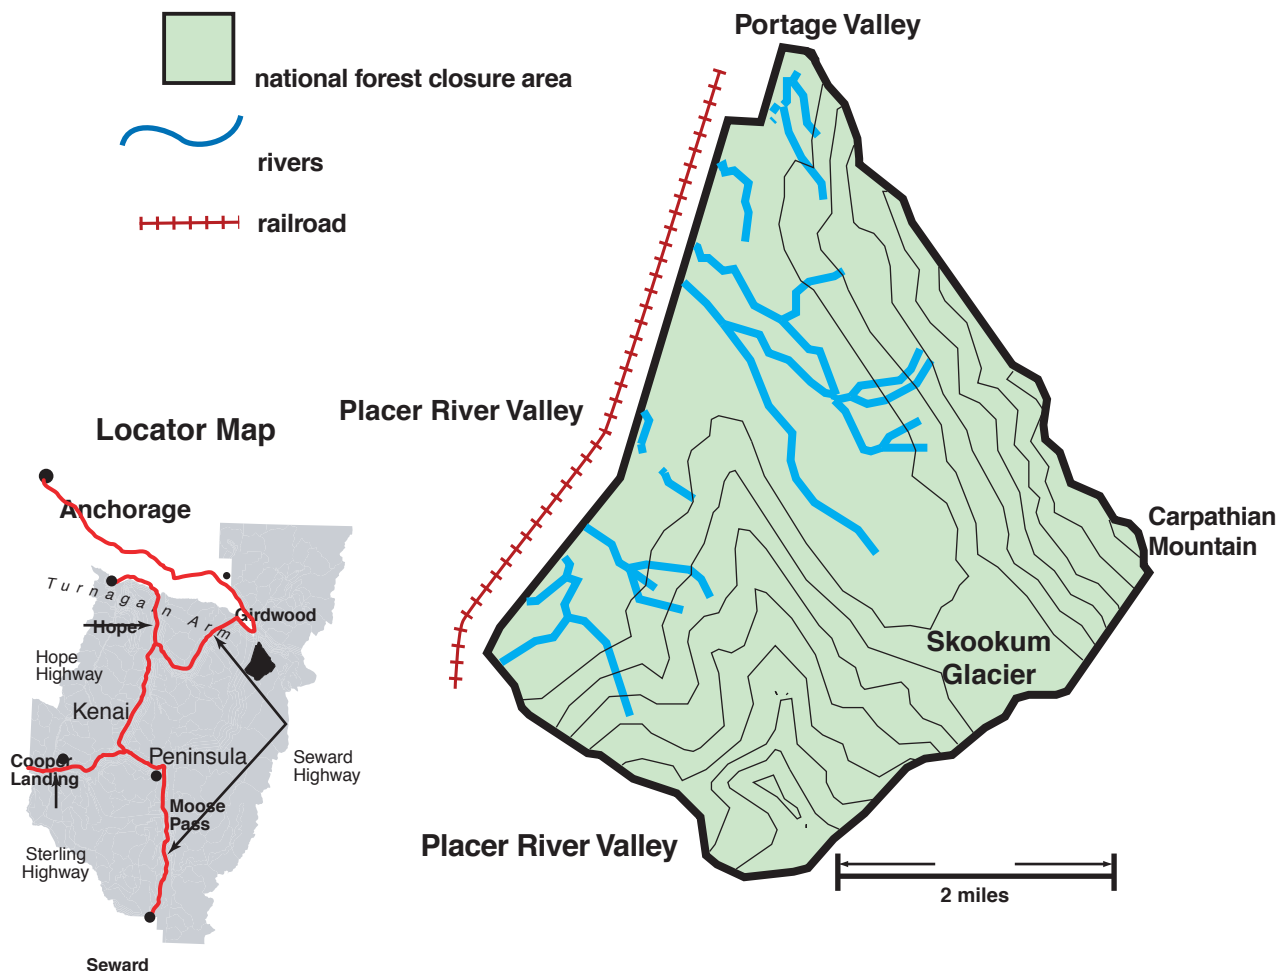 Portage Valley
national forest closure area
rivers
railroad
Placer River Valley
Locator Map
Anchorage
Turnagain Arm
Girdwood
Hope
Hope
Highway
Kenai
Peninsula
Seward
Highway
Cooper
Landing
Moose
Pass
Sterling
Highway
Seward
Carpathian
Mountain
Skookum
Glacier
Placer River Valley
2 miles